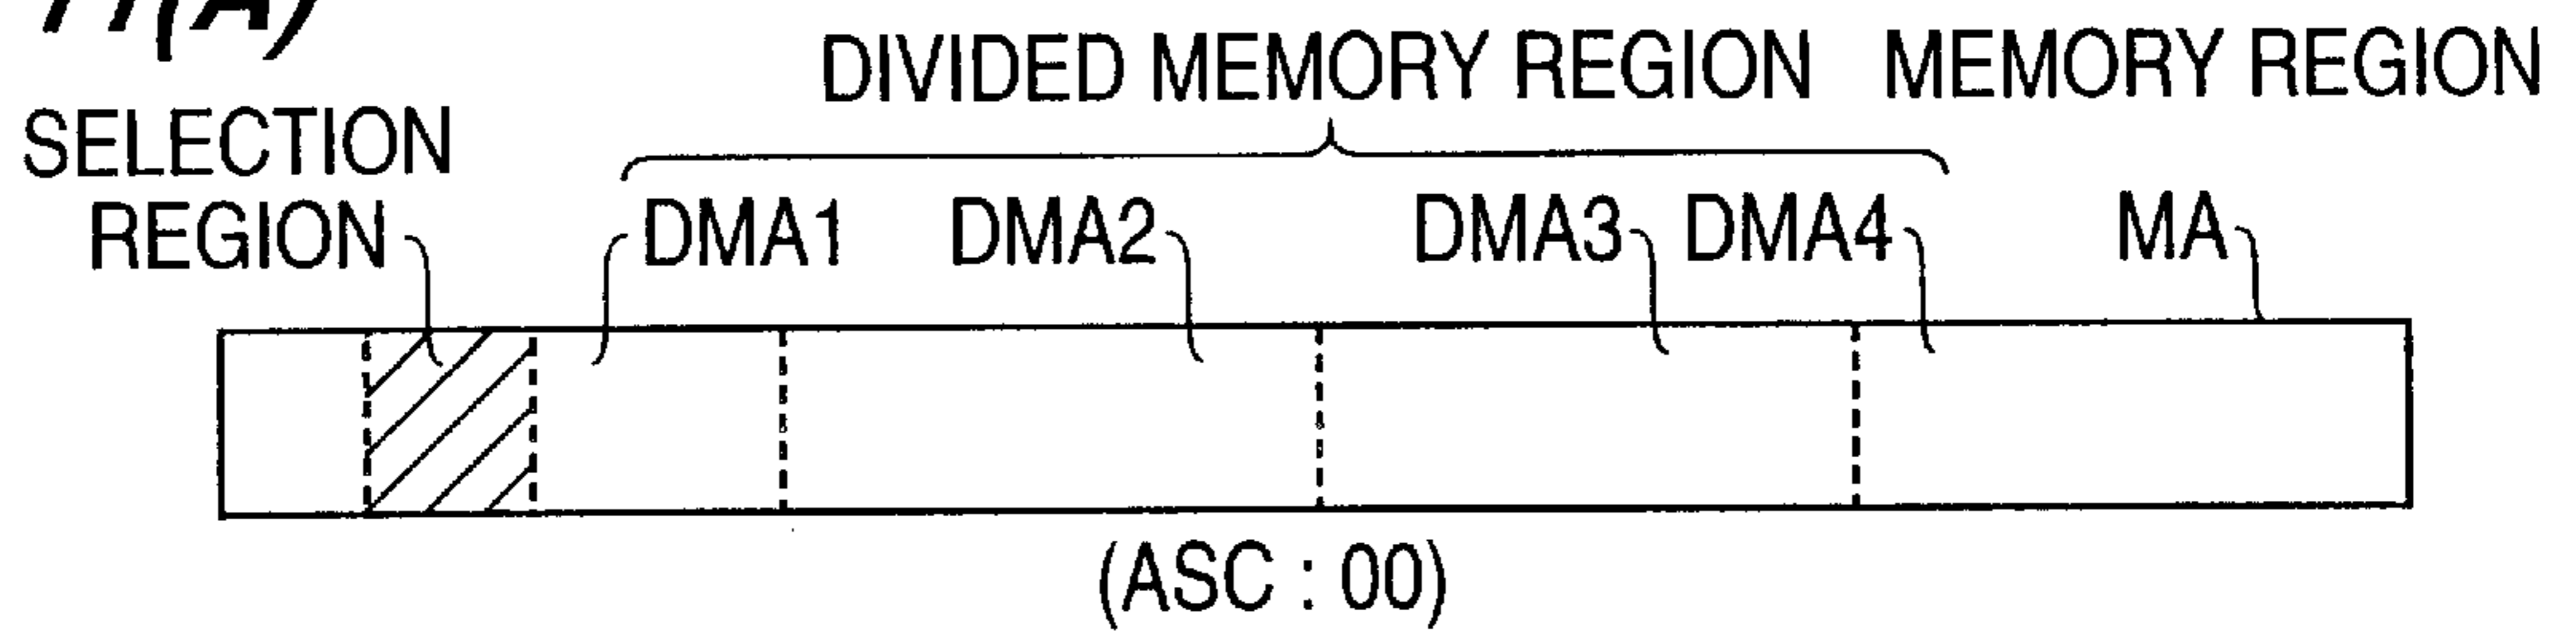 DIVIDED MEMORY REGION MEMORY REGION
SELECTION
REGION
DMA1 DMA2 DMA3 DMA4 MA
(ASC : 00)